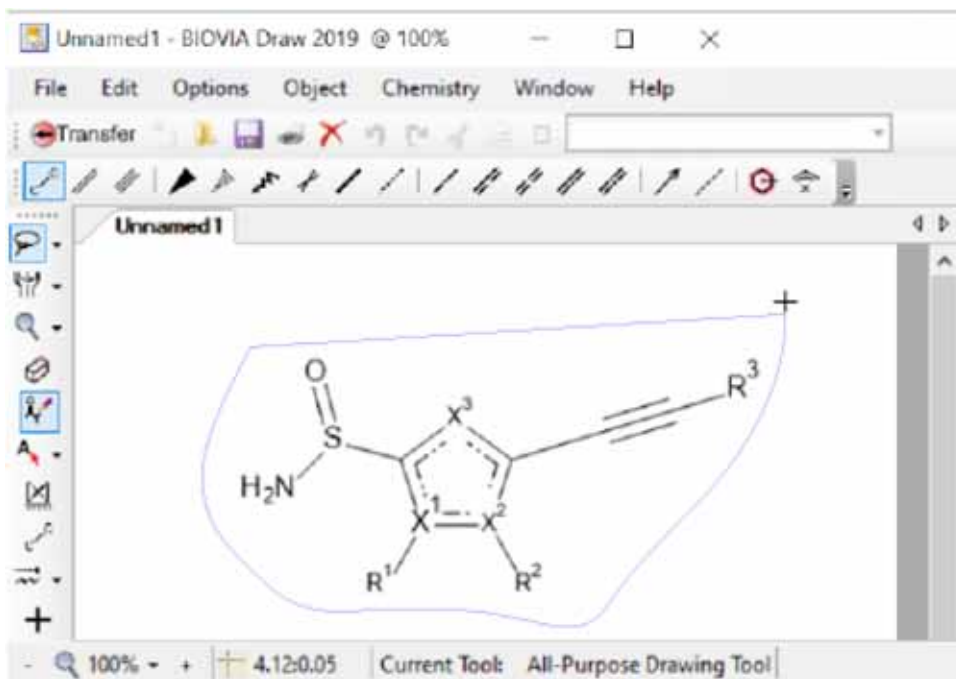 Unnamed1 - BIOVIA Draw 2019 @ 100%
File Edit Options Object Chemistry Window Help
Transfer
Unnamed1
O
R³
X³
S
H₂N
X¹ X²
R¹ R²
A
100% 4.12:0.05 Current Tool: All-Purpose Drawing Tool